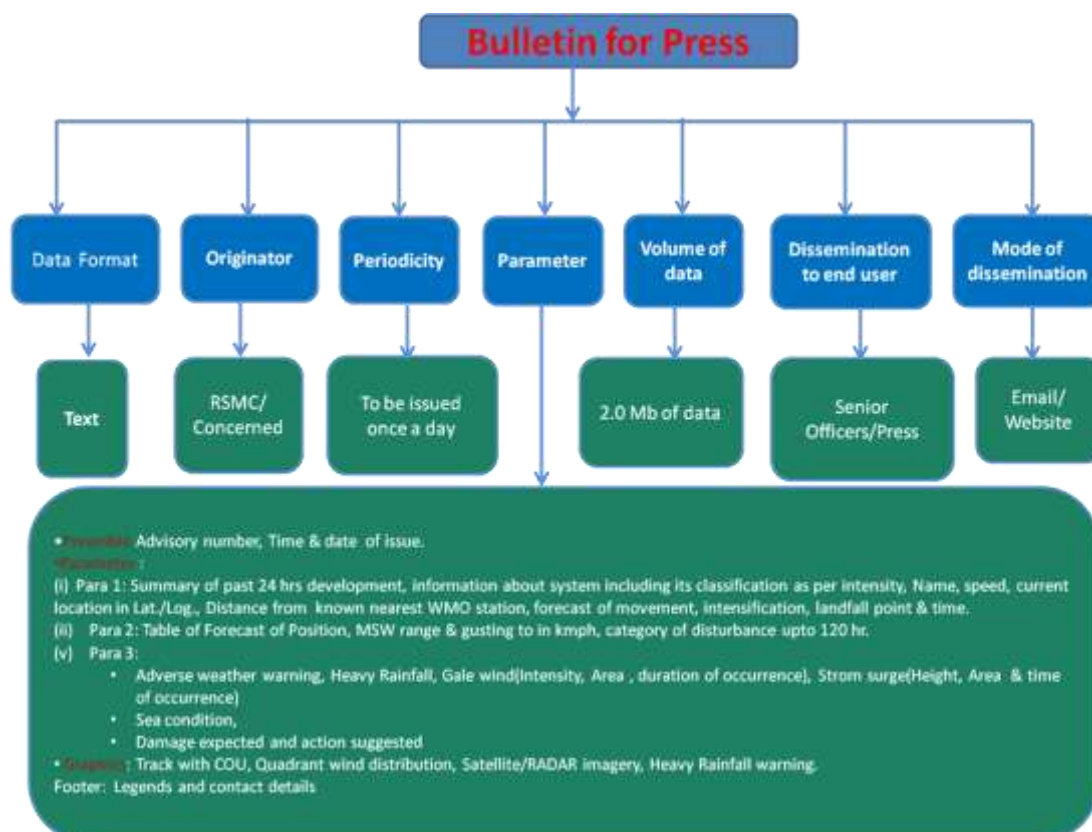 Bulletin for Press
Data Format
Originator
Periodicity
Parameter
Volume of
data
Dissemination
to end user
Mode of
dissemination
Text
RSMC/
Concerned
To be issued
once a day
2.0 Mb of data
Senior
Officers/Press
Email/
Website
•Preamble: Advisory number, Time & date of issue.
•Parameter :
(i) Para 1: Summary of past 24 hrs development, information about system including its classification as per intensity, Name, speed, current
location in Lat./Log., Distance from known nearest WMO station, forecast of movement, intensification, landfall point & time.
(ii) Para 2: Table of Forecast of Position, MSW range & gusting to in kmph, category of disturbance upto 120 hr.
(v) Para 3:
• Adverse weather warning, Heavy Rainfall, Gale wind(Intensity, Area , duration of occurrence), Strom surge(Height, Area & time
of occurrence)
• Sea condition,
• Damage expected and action suggested
• Graphics: Track with COU, Quadrant wind distribution, Satellite/RADAR imagery, Heavy Rainfall warning.
Footer: Legends and contact details